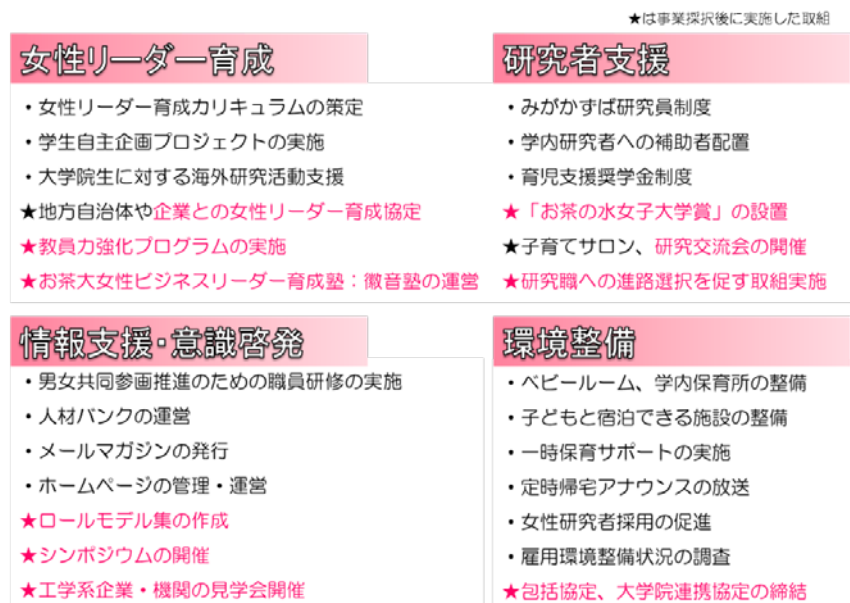 ★は事業採択後に実施した取組
女性リーダー育成
・女性リーダー育成カリキュラムの策定
・学生自主企画プロジェクトの実施
・大学院生に対する海外研究活動支援
★地方自治体や企業との女性リーダー育成協定
★教員力強化プログラムの実施
★お茶大女性ビジネスリーダー育成塾：徽音塾の運営
研究者支援
・みがかずば研究員制度
・学内研究者への補助者配置
・育児支援奨学金制度
★「お茶の水女子大学賞」の設置
★子育てサロン、研究交流会の開催
★研究職への進路選択を促す取組実施
情報支援・意識啓発
・男女共同参画推進のための職員研修の実施
・人材バンクの運営
・メールマガジンの発行
・ホームページの管理・運営
★ロールモデル集の作成
★シンポジウムの開催
★工学系企業・機関の見学会開催
環境整備
・ベビールーム、学内保育所の整備
・子どもと宿泊できる施設の整備
・一時保育サポートの実施
・定時帰宅アナウンスの放送
・女性研究者採用の促進
・雇用環境整備状況の調査
★包括協定、大学院連携協定の締結